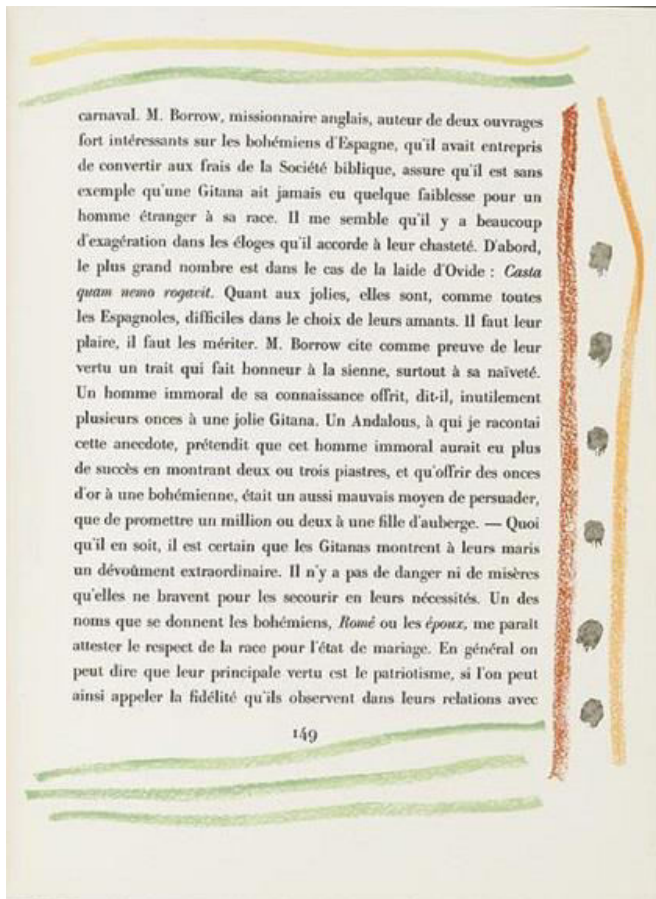 carnaval. M. Borrow, missionnaire anglais, auteur de deux ouvrages
fort intéressants sur les bohémiens d'Espagne, qu'il avait entrepris
de convertir aux frais de la Société biblique, assure qu'il est sans
exemple qu'une Gitana ait jamais eu quelque faiblesse pour un
homme étranger à sa race. Il me semble qu'il y a beaucoup
d'exagération dans les éloges qu'il accorde à leur chasteté. D'abord,
le plus grand nombre est dans le cas de la laide d'Ovide : Casta
quam nemo rogavit. Quant aux jolies, elles sont, comme toutes
les Espagnoles, difficiles dans le choix de leurs amants. Il faut leur
plaire, il faut les mériter. M. Borrow cite comme preuve de leur
vertu un trait qui fait honneur à la sienne, surtout à sa naïveté.
Un homme immoral de sa connaissance offrit, dit-il, inutilement
plusieurs onces à une jolie Gitana. Un Andalous, à qui je racontai
cette anecdote, prétendit que cet homme immoral aurait eu plus
de succès en montrant deux ou trois piastres, et qu'offrir des onces
d'or à une bohémienne, était un aussi mauvais moyen de persuader,
que de promettre un million ou deux à une fille d'auberge. — Quoi
qu'il en soit, il est certain que les Gitanas montrent à leurs maris
un dévoûment extraordinaire. Il n'y a pas de danger ni de misères
qu'elles ne bravent pour les secourir en leurs nécessités. Un des
noms que se donnent les bohémiens, Romé ou les époux, me paraît
attester le respect de la race pour l'état de mariage. En général on
peut dire que leur principale vertu est le patriotisme, si l'on peut
ainsi appeler la fidélité qu'ils observent dans leurs relations avec
149